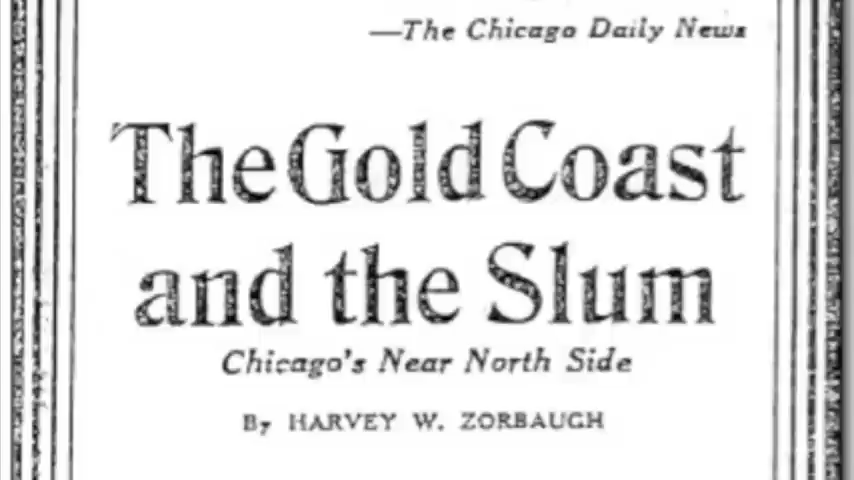 —The Chicago Daily News
The Gold Coast
and the Slum
Chicago's Near North Side
By HARVEY W. ZORBAUGH